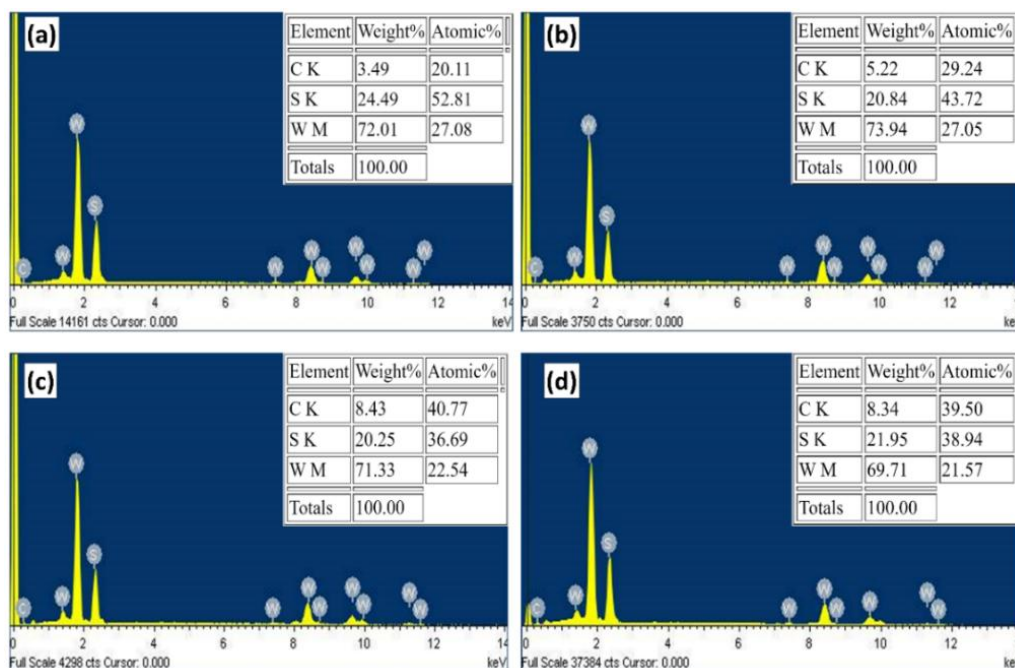 (a)
Element Weight% Atomic%
C K 3.49 20.11
S K 24.49 52.81
W M 72.01 27.08
Totals 100.00
W
S
C W W W W W W W W
0 2 4 6 8 10 12 14
Full Scale 14161 cts Cursor: 0.000 keV
(b)
Element Weight% Atomic%
C K 5.22 29.24
S K 20.84 43.72
W M 73.94 27.05
Totals 100.00
W
S
C W W W W W W W W
0 2 4 6 8 10 12
Full Scale 3750 cts Cursor: 0.000 keV
(c)
Element Weight% Atomic%
C K 8.43 40.77
S K 20.25 36.69
W M 71.33 22.54
Totals 100.00
W
S
C W W W W W W W W
0 2 4 6 8 10 12 14
Full Scale 4298 cts Cursor: 0.000 keV
(d)
Element Weight% Atomic%
C K 8.34 39.50
S K 21.95 38.94
W M 69.71 21.57
Totals 100.00
W
S
C W W W W W W W
0 2 4 6 8 10 12
Full Scale 37384 cts Cursor: 0.000 keV